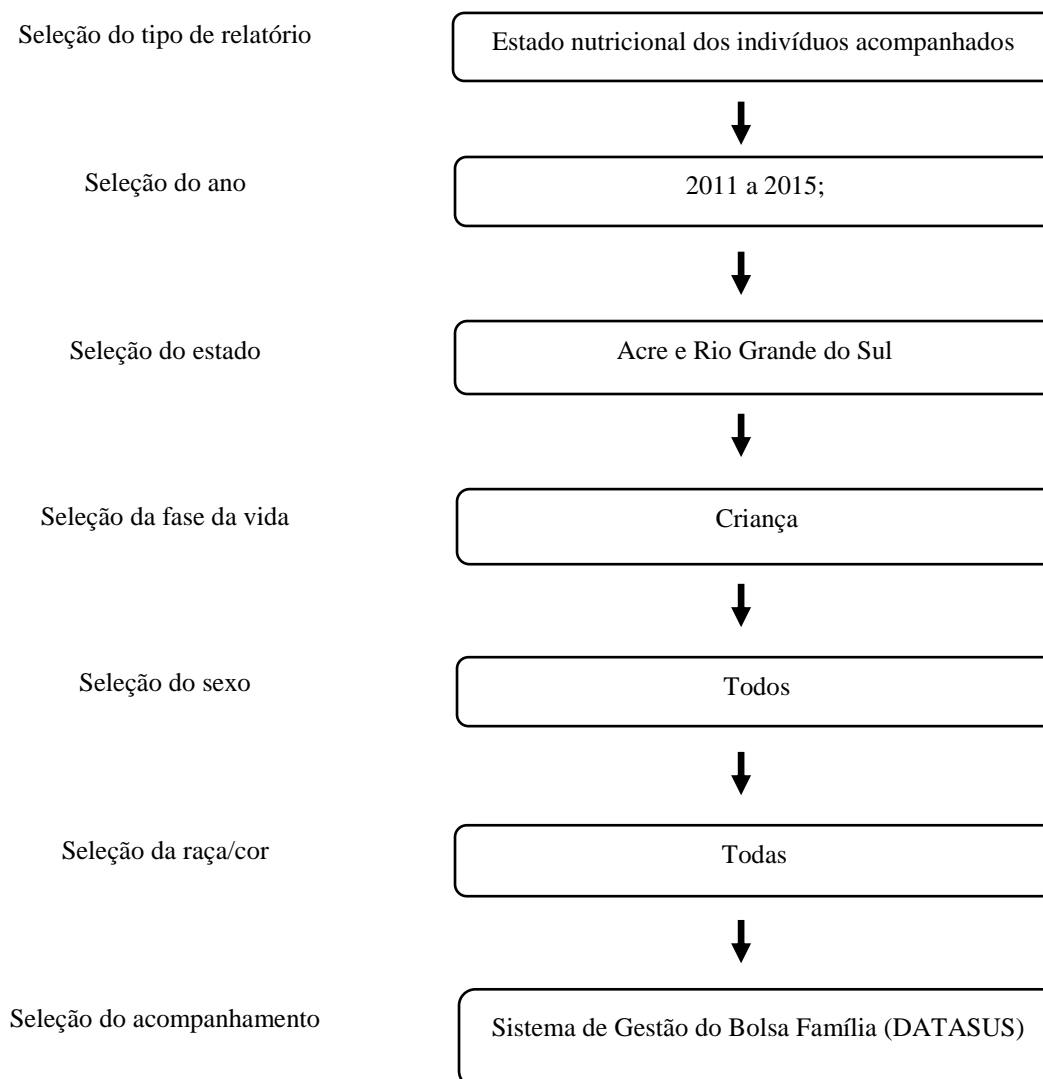 Seleção do tipo de relatório
Estado nutricional dos indivíduos acompanhados
Seleção do ano
2011 a 2015;
Seleção do estado
Acre e Rio Grande do Sul
Seleção da fase da vida
Criança
Seleção do sexo
Todos
Seleção da raça/cor
Todas
Seleção do acompanhamento
Sistema de Gestão do Bolsa Família (DATASUS)